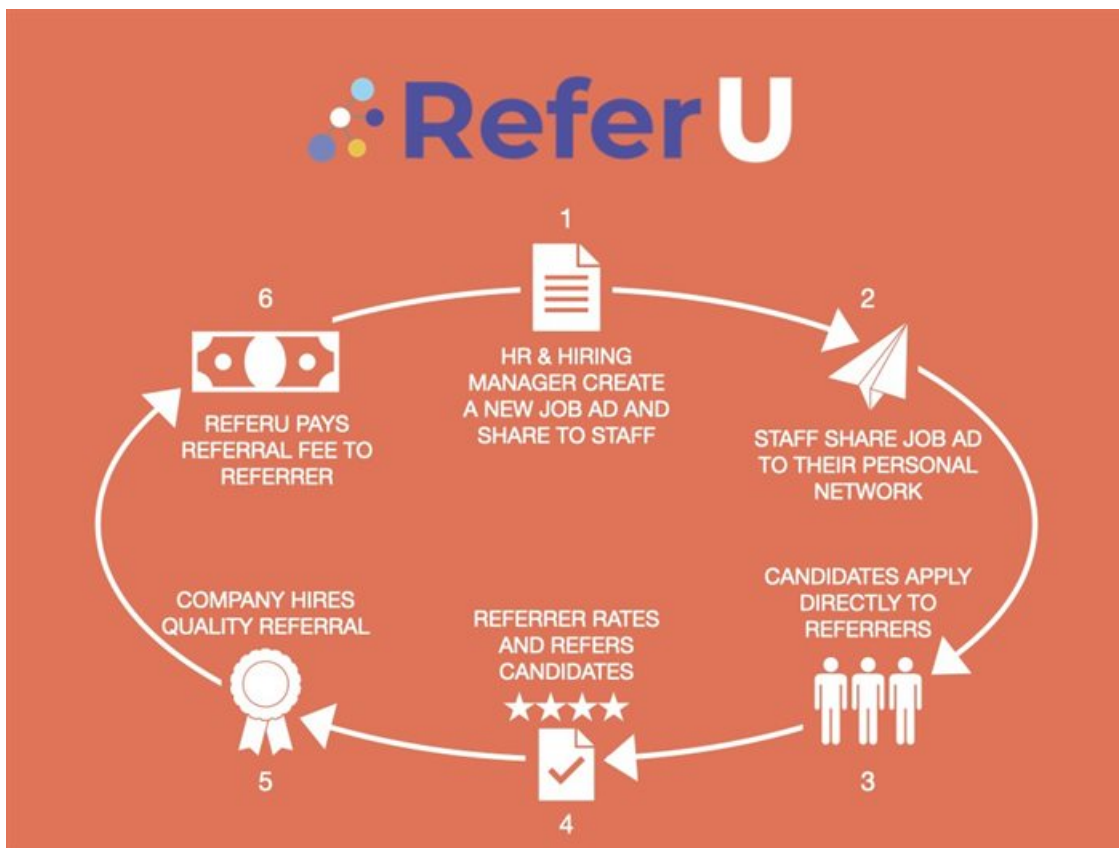 Refer U
1
HR & HIRING
MANAGER CREATE
A NEW JOB AD AND
SHARE TO STAFF
2
STAFF SHARE JOB AD
TO THEIR PERSONAL
NETWORK
CANDIDATES APPLY
DIRECTLY TO
REFERRERS
3
REFERRER RATES
AND REFERS
CANDIDATES
4
COMPANY HIRES
QUALITY REFERRAL
5
6
REFERU PAYS
REFERRAL FEE TO
REFERRER